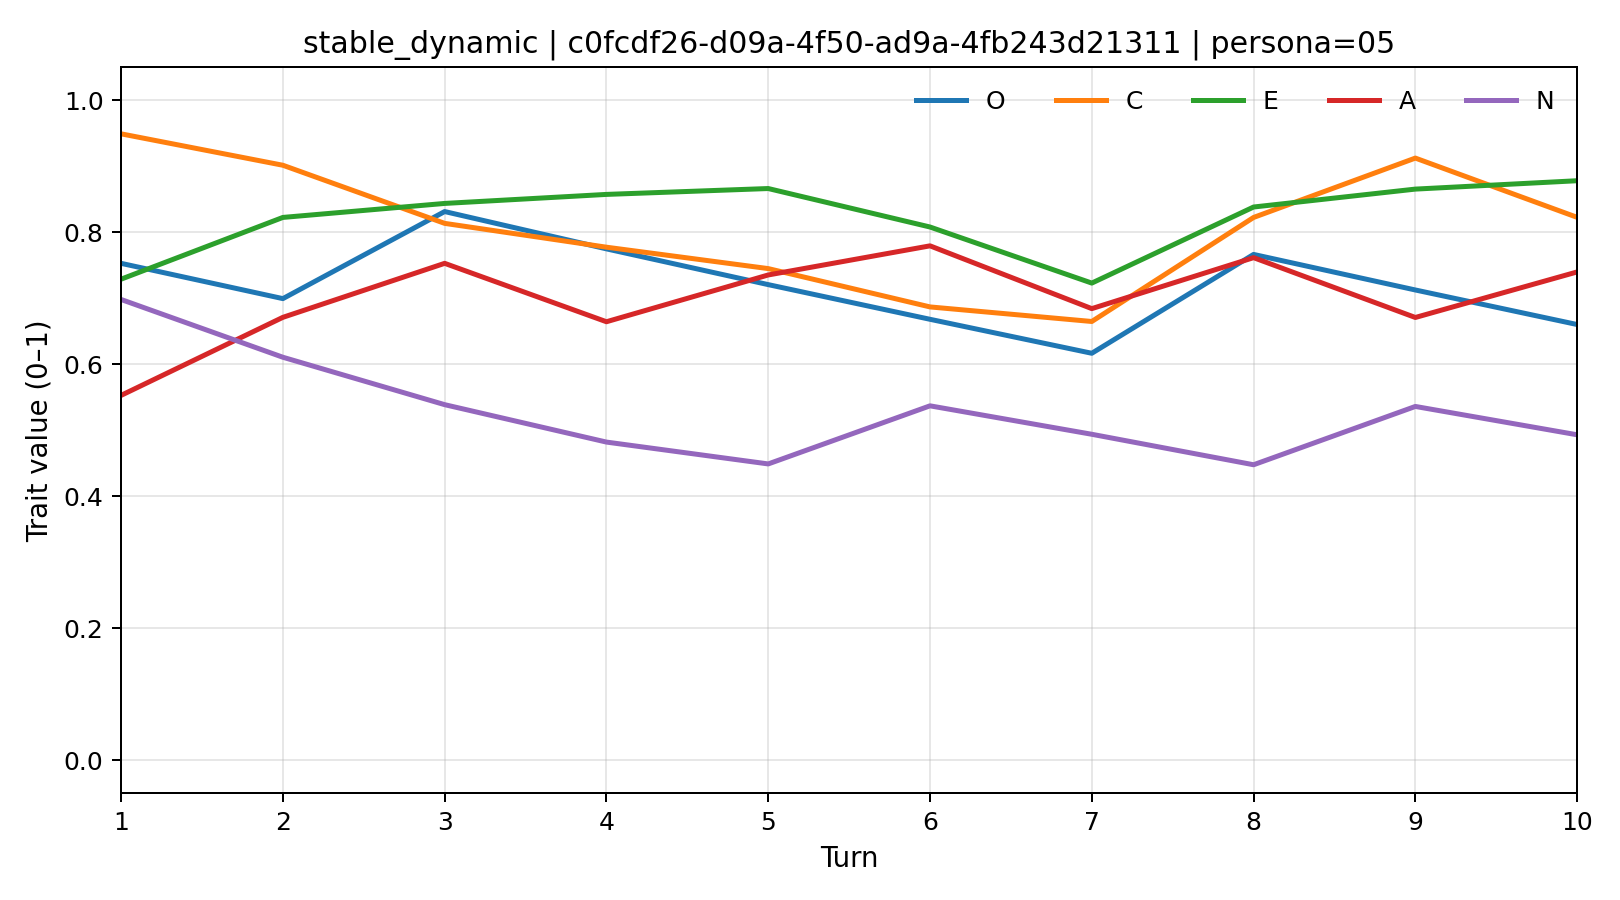 stable_dynamic | c0fcdf26-d09a-4f50-ad9a-4fb243d21311 | persona=05
O C E A N
Trait value (0–1)
1.0
0.8
0.6
0.4
0.2
0.0
1 2 3 4 5 6 7 8 9 10
Turn